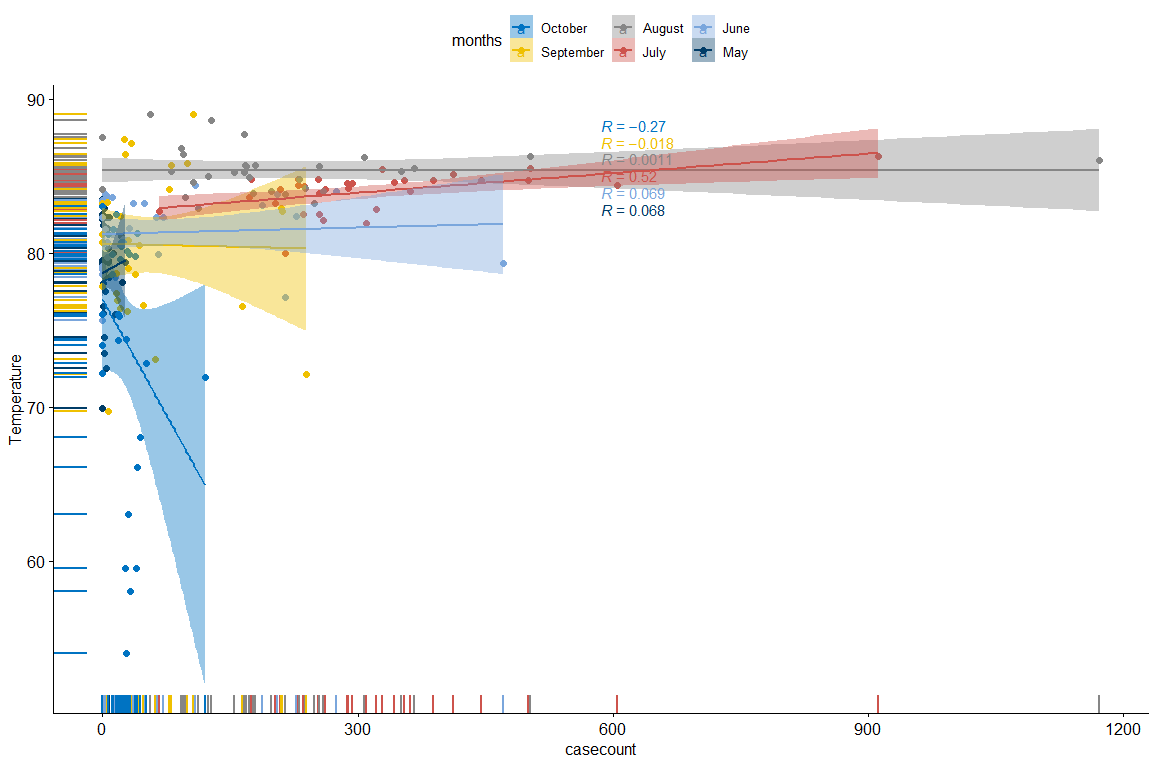 months
October
August
June
September
July
May
90
80
70
60
Temperature
R = −0.27
R = −0.018
R = 0.0011
R = 0.52
R = 0.069
R = 0.068
0
300
600
900
1200
casecount